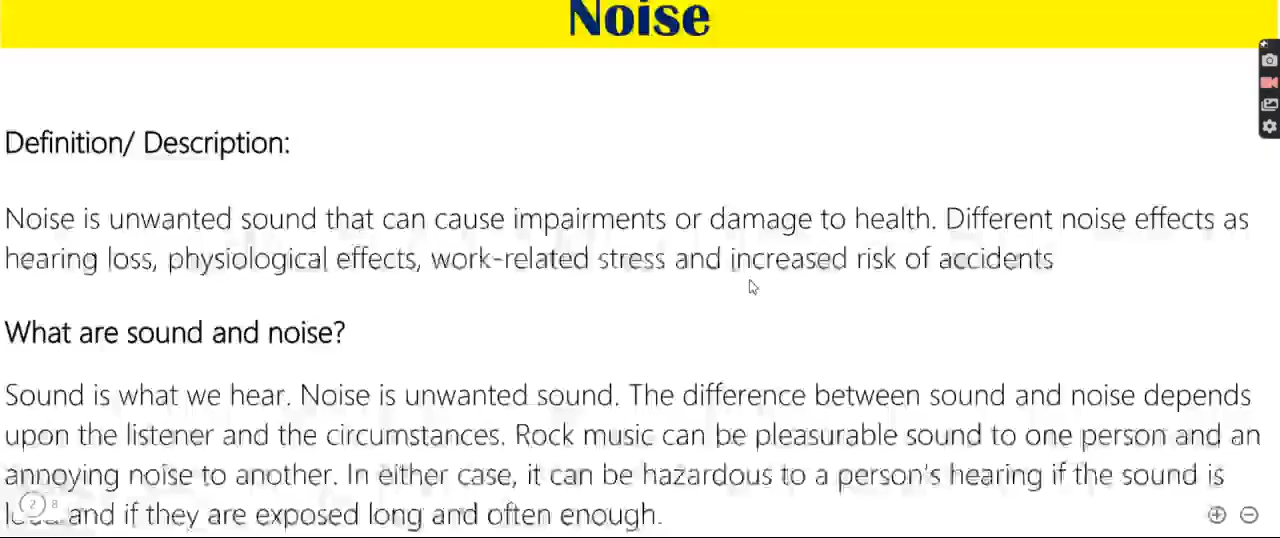 Noise
Definition/ Description:
Noise is unwanted sound that can cause impairments or damage to health. Different noise effects as
hearing loss, physiological effects, work-related stress and increased risk of accidents
What are sound and noise?
Sound is what we hear. Noise is unwanted sound. The difference between sound and noise depends
upon the listener and the circumstances. Rock music can be pleasurable sound to one person and an
annoying noise to another. In either case, it can be hazardous to a person's hearing if the sound is
and if they are exposed long and often enough.
2 8